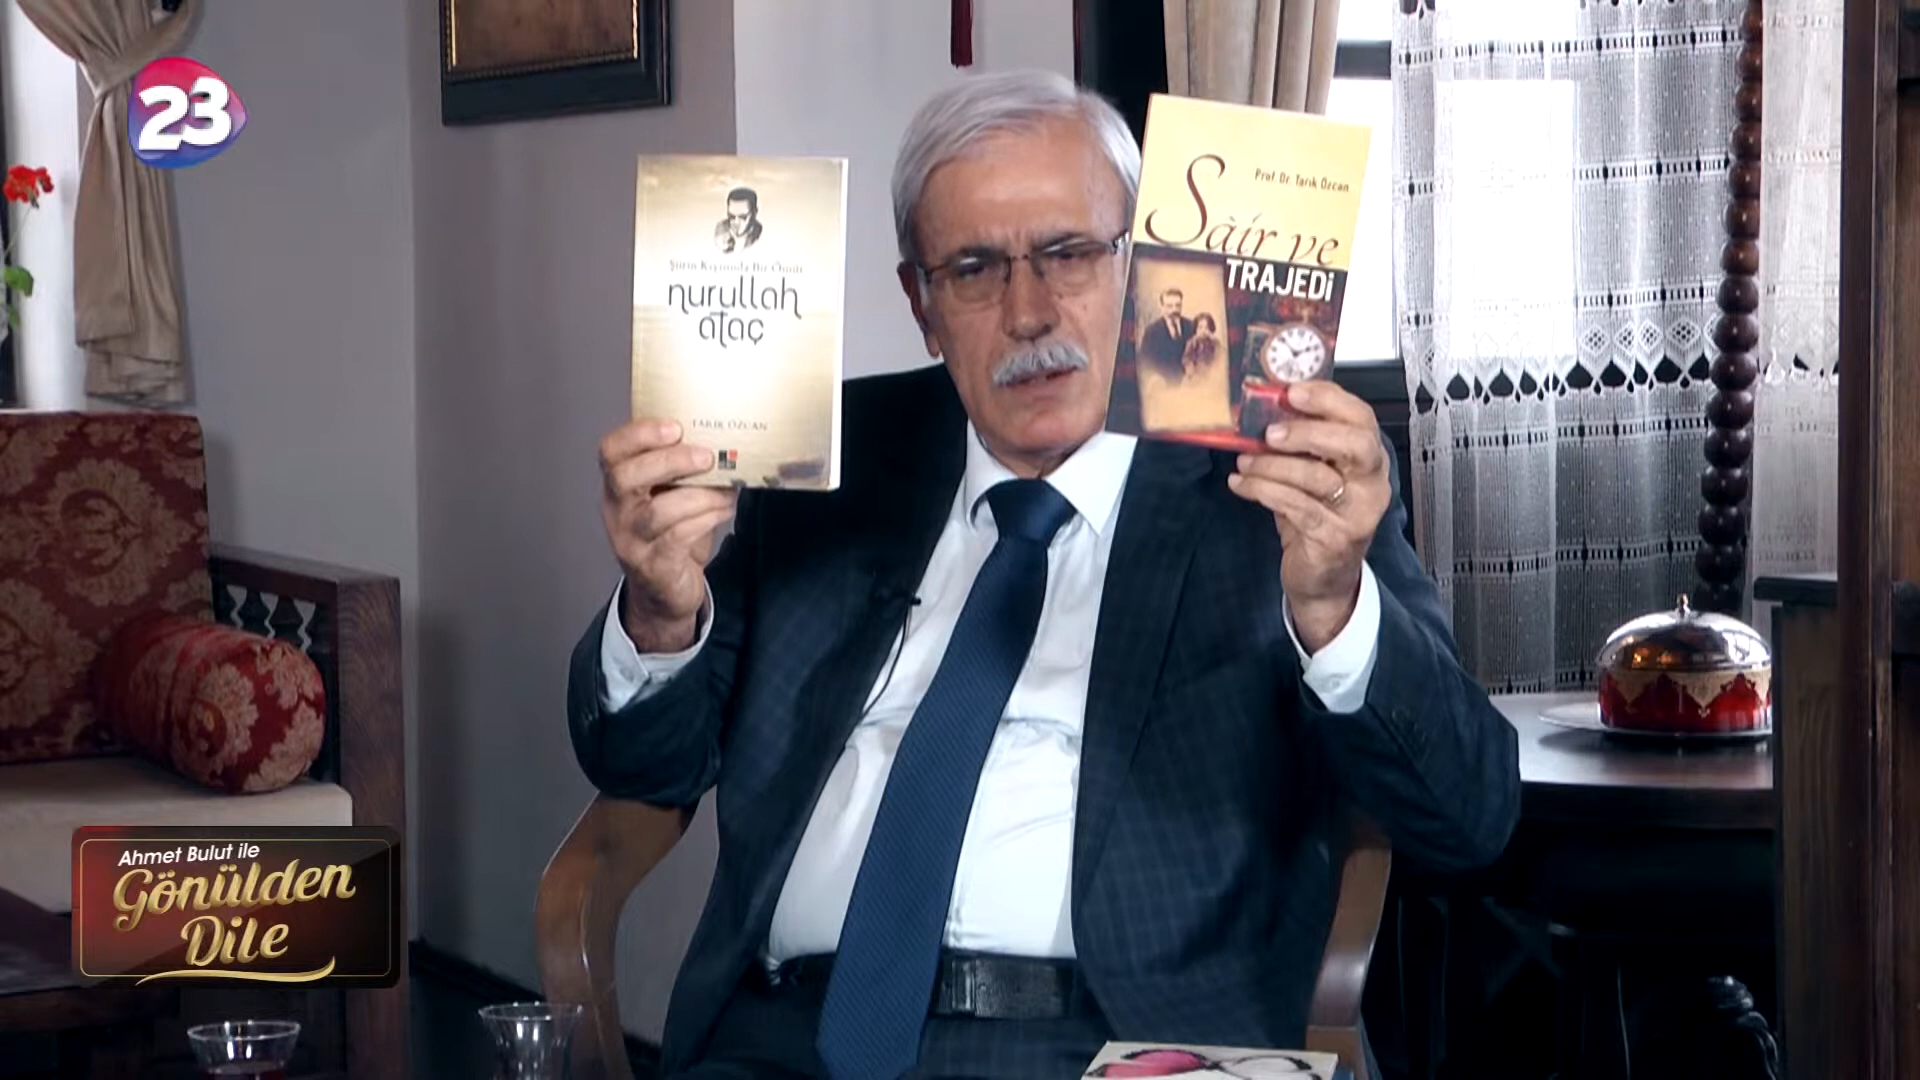 23
Şiirin Kıyısında Bir Ömür
nurullah
ataç
TARIK ÖZCAN
Prof. Dr. Tarık Özcan
Şâir ve
TRAJEDİ
Ahmet Bulut ile
Gönülden
Dile